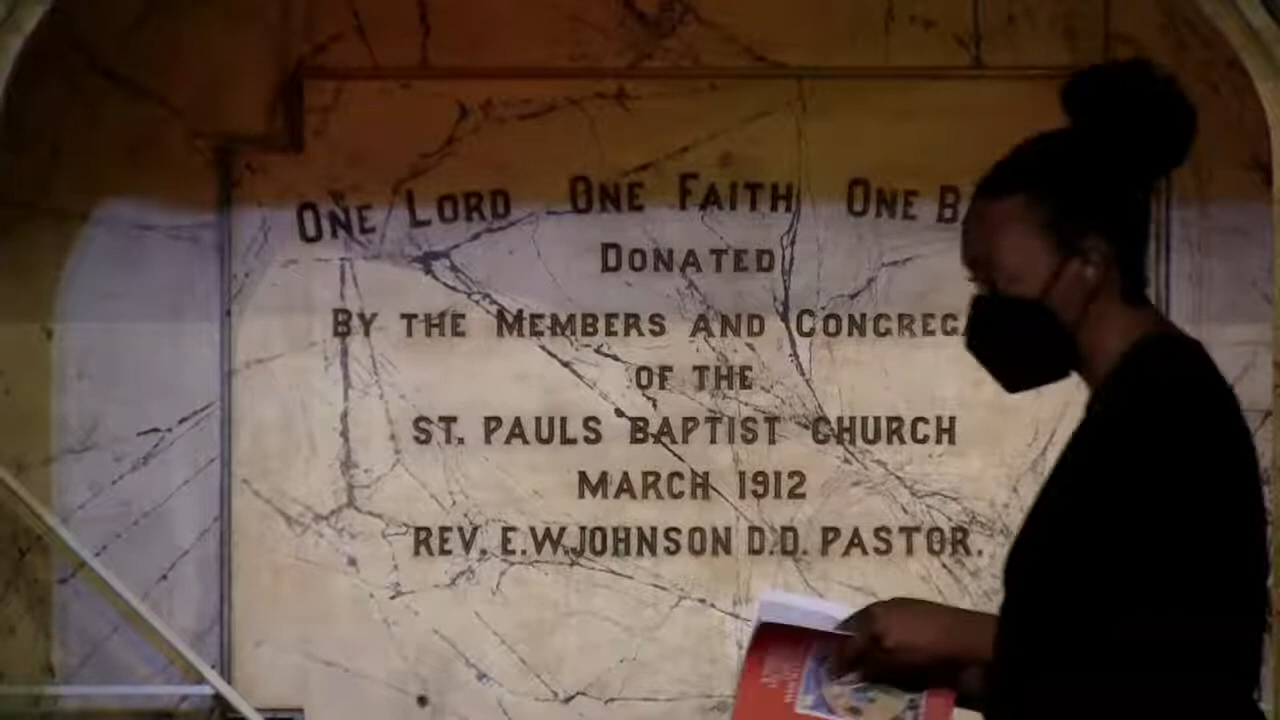 ONE LORD ONE FAITH ONE B
DONATED
BY THE MEMBERS AND CONGREGA
OF THE
ST. PAULS BAPTIST CHURCH
MARCH 1912
REV. E.W.JOHNSON D.D. PASTOR.